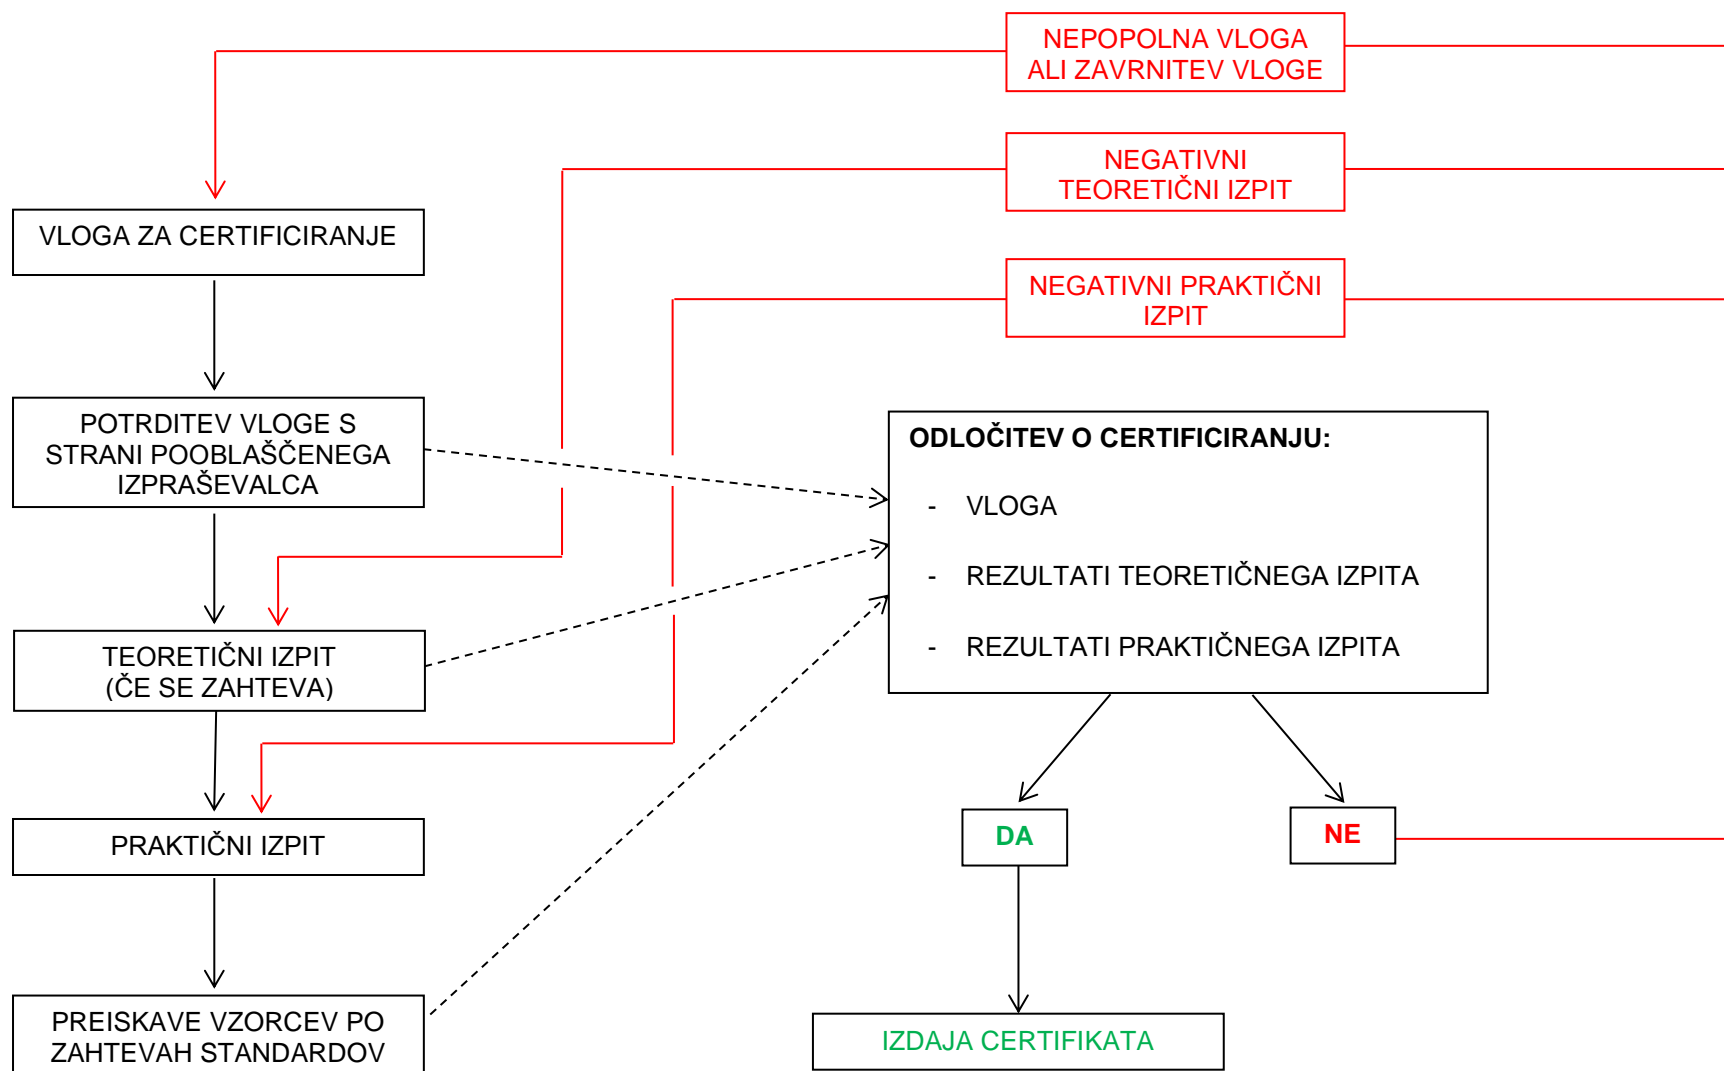 NEPOPOLNA VLOGA
ALI ZAVRNITEV VLOGE
NEGATIVNI
TEORETIČNI IZPIT
VLOGA ZA CERTIFICIRANJE
NEGATIVNI PRAKTIČNI
IZPIT
POTRDITEV VLOGE S
STRANI POOBLAŠČENEGA
IZPRAŠEVALCA
ODLOČITEV O CERTIFICIRANJU:
- VLOGA
- REZULTATI TEORETIČNEGA IZPITA
- REZULTATI PRAKTIČNEGA IZPITA
TEORETIČNI IZPIT
(ČE SE ZAHTEVA)
PRAKTIČNI IZPIT
DA
NE
PREISKAVE VZORCEV PO
ZAHTEVAH STANDARDOV
IZDAJA CERTIFIKATA